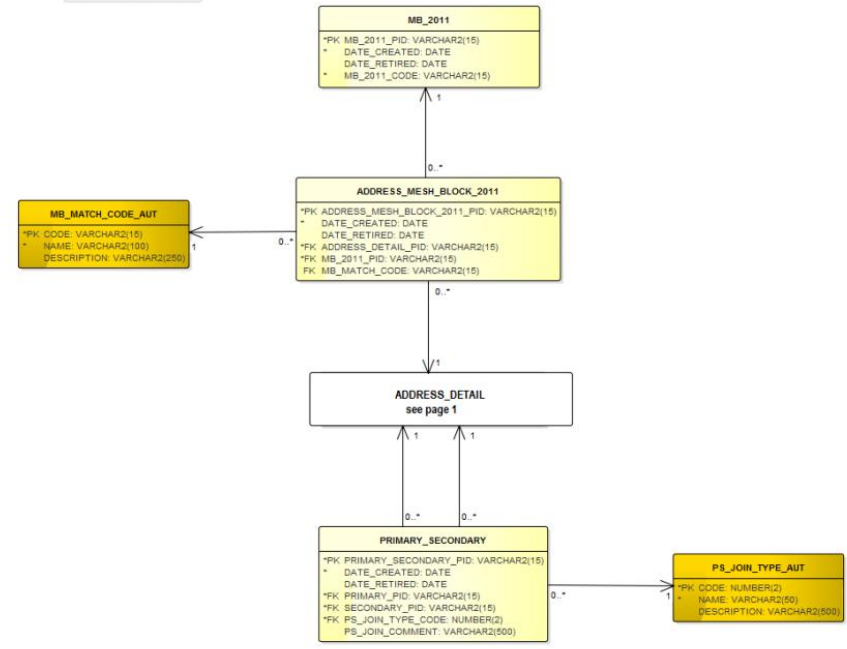 MB_2011
*PK MB_2011_PID: VARCHAR2(15)
* DATE_CREATED: DATE
DATE_RETIRED: DATE
* MB_2011_CODE: VARCHAR2(15)
1
0..*
ADDRESS_MESH_BLOCK_2011
*PK ADDRESS_MESH_BLOCK_2011_PID: VARCHAR2(15)
* DATE_CREATED: DATE
DATE_RETIRED: DATE
*FK ADDRESS_DETAIL_PID: VARCHAR2(15)
*FK MB_2011_PID: VARCHAR2(15)
FK MB_MATCH_CODE: VARCHAR2(15)
MB_MATCH_CODE_AUT
*PK CODE: VARCHAR2(15)
* NAME: VARCHAR2(100)
DESCRIPTION: VARCHAR2(250)
1
0..*
0..*
1
ADDRESS_DETAIL
see page 1
1
1
0..*
0..*
PRIMARY_SECONDARY
*PK PRIMARY_SECONDARY_PID: VARCHAR2(15)
* DATE_CREATED: DATE
DATE_RETIRED: DATE
*FK PRIMARY_PID: VARCHAR2(15)
*FK SECONDARY_PID: VARCHAR2(15)
*FK PS_JOIN_TYPE_CODE: NUMBER(2)
PS_JOIN_COMMENT: VARCHAR2(500)
0..*
1
PS_JOIN_TYPE_AUT
*PK CODE: NUMBER(2)
* NAME: VARCHAR2(50)
DESCRIPTION: VARCHAR2(500)